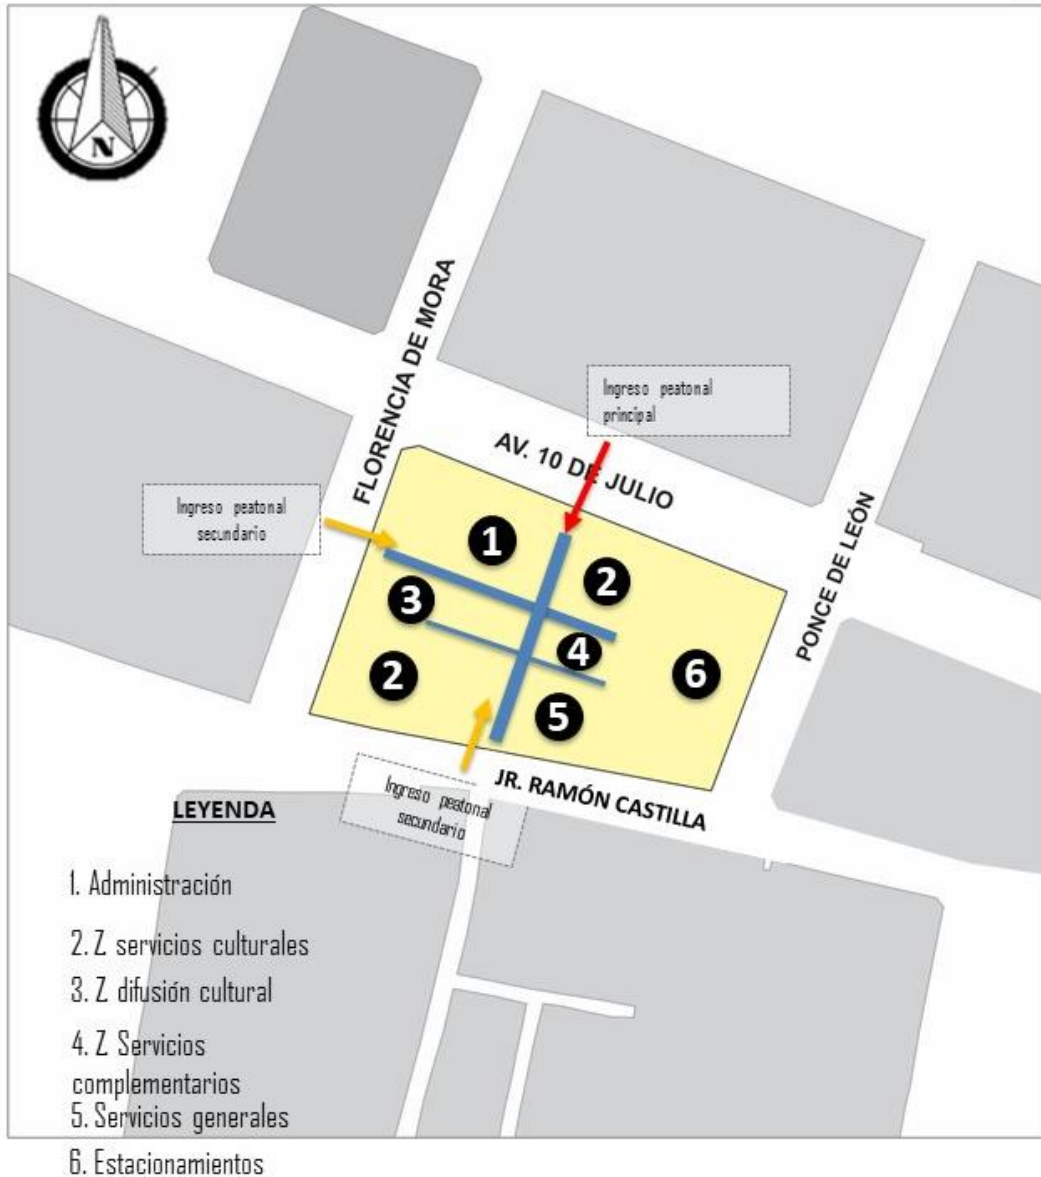 N
FLORENCIA DE MORA
Ingreso peatonal
principal
AV. 10 DE JULIO
Ingreso peatonal
secundario
PONCE DE LEÓN
1
2
3
4
2
6
5
JR. RAMÓN CASTILLA
Ingreso peatonal
secundario
LEYENDA
1. Administración
2. Z servicios culturales
3. Z difusión cultural
4. Z Servicios
complementarios
5. Servicios generales
6. Estacionamientos